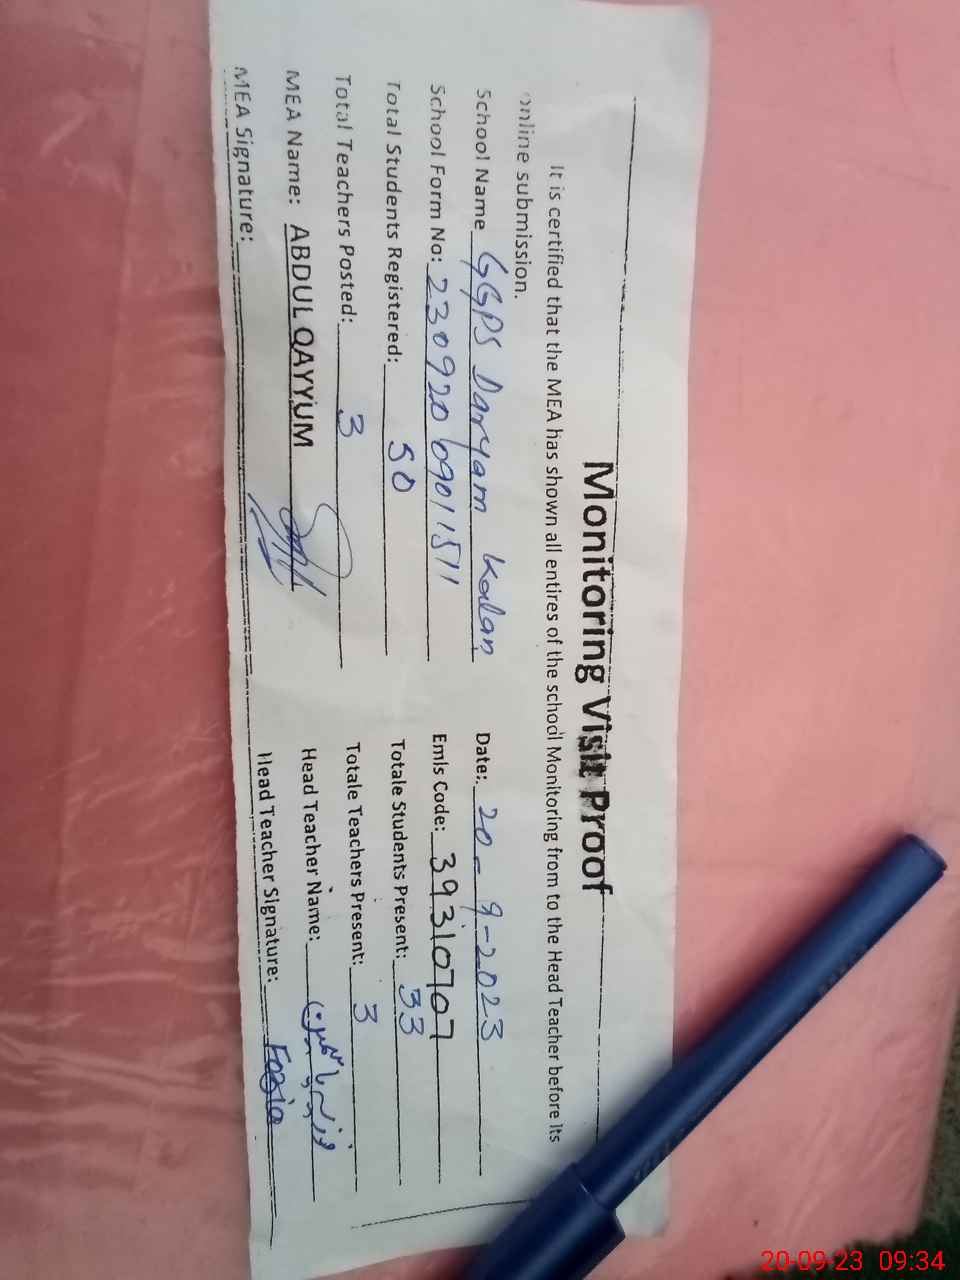 Monitoring Visit Proof
It is certified that the MEA has shown all entires of the school Monitoring from to the Head Teacher before its
online submission.
School Name GGPS Daryam Kalan Date: 20-9-2023
School Form No: 23092069011511 Emis Code: 39310707
Total Students Registered: 50 Totale Students Present: 33
Total Teachers Posted: 3 Totale Teachers Present: 3
MEA Name: ABDUL QAYYUM Head Teacher Name: فوزیہ یاسمین
MEA Signature: Head Teacher Signature: Fozia
20-09-23 09:34